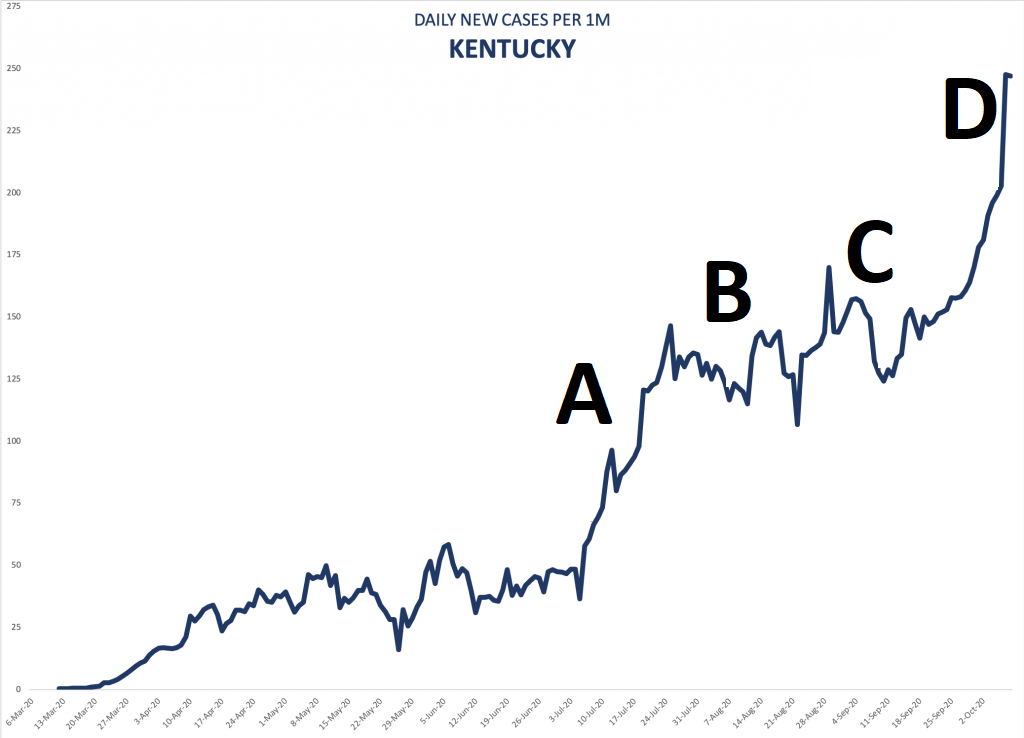 DAILY NEW CASES PER 1M
KENTUCKY
275
250
225
200
175
150
125
100
75
50
25
0
A
B
C
D
6-Mar-20
13-Mar-20
20-Mar-20
27-Mar-20
3-Apr-20
10-Apr-20
17-Apr-20
24-Apr-20
1-May-20
8-May-20
15-May-20
22-May-20
29-May-20
5-Jun-20
12-Jun-20
19-Jun-20
26-Jun-20
3-Jul-20
10-Jul-20
17-Jul-20
24-Jul-20
31-Jul-20
7-Aug-20
14-Aug-20
21-Aug-20
28-Aug-20
4-Sep-20
11-Sep-20
18-Sep-20
25-Sep-20
2-Oct-20